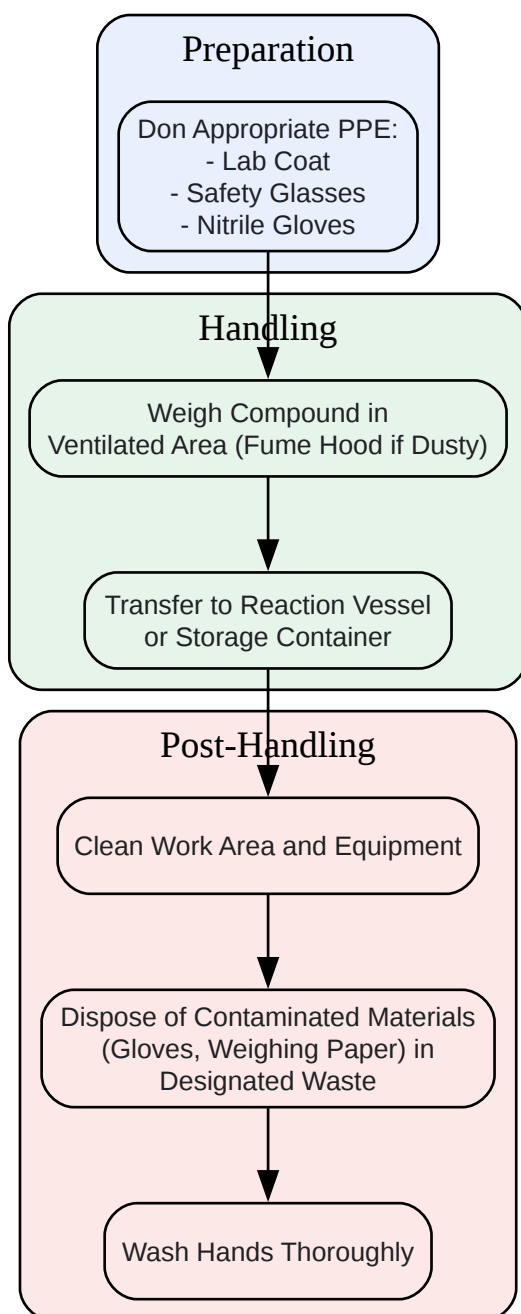 Preparation
Don Appropriate PPE:
- Lab Coat
- Safety Glasses
- Nitrile Gloves
Handling
Weigh Compound in
Ventilated Area (Fume Hood if Dusty)
Transfer to Reaction Vessel
or Storage Container
Post-Handling
Clean Work Area and Equipment
Dispose of Contaminated Materials
(Gloves, Weighing Paper) in
Designated Waste
Wash Hands Thoroughly